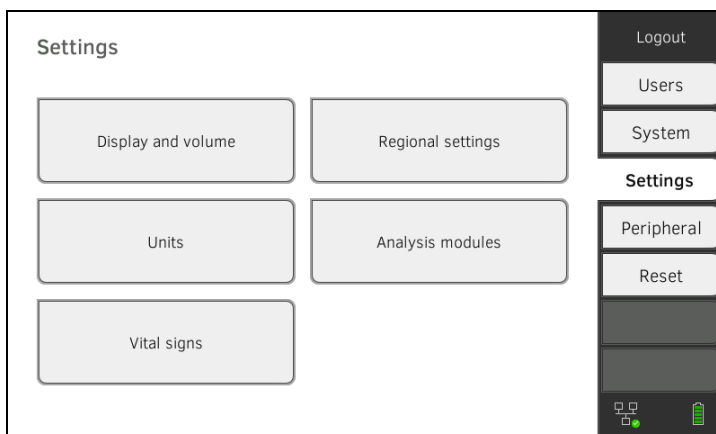 Settings
Display and volume
Regional settings
Units
Analysis modules
Vital signs
Logout
Users
System
Settings
Peripheral
Reset